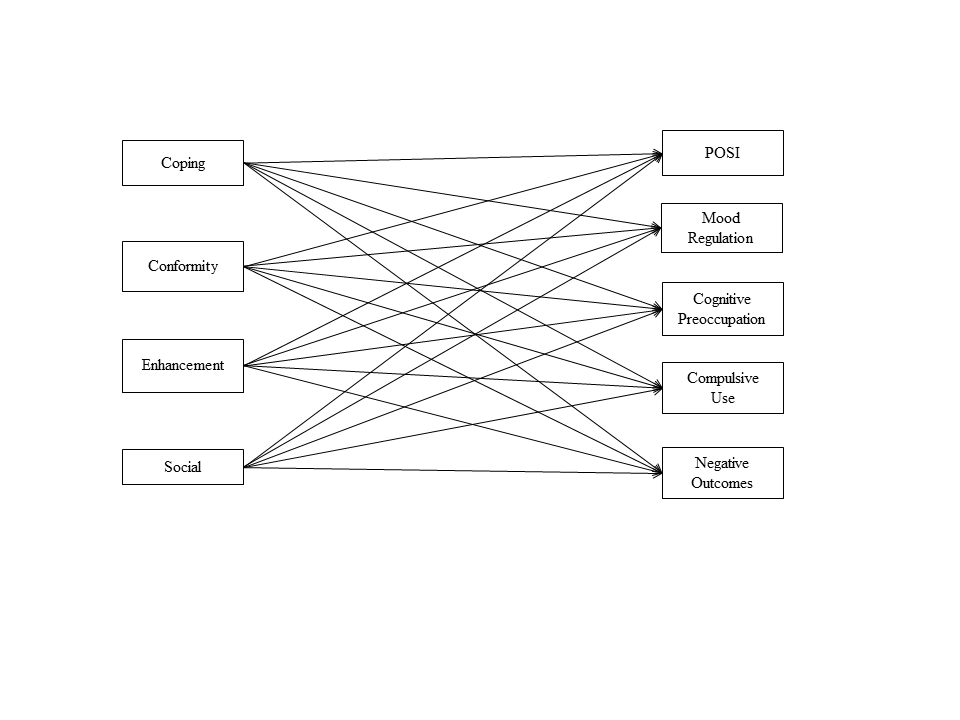 Coping
Conformity
Enhancement
Social
POSI
Mood
Regulation
Cognitive
Preoccupation
Compulsive
Use
Negative
Outcomes